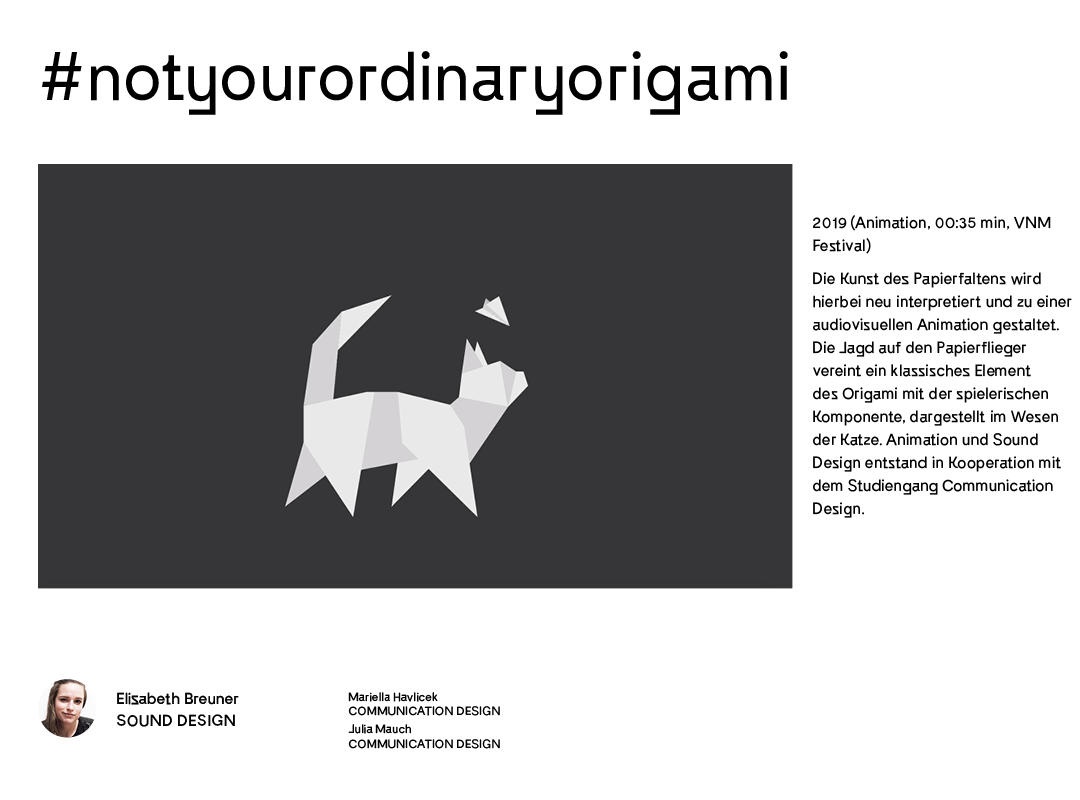 #notyourordinaryorigami
2019 (Animation, 00:35 min, VNM
Festival)
Die Kunst des Papierfaltens wird
hierbei neu interpretiert und zu einer
audiovisuellen Animation gestaltet.
Die Jagd auf den Papierflieger
vereint ein klassisches Element
des Origami mit der spielerischen
Komponente, dargestellt im Wesen
der Katze. Animation und Sound
Design entstand in Kooperation mit
dem Studiengang Communication
Design.
Elisabeth Breuner
SOUND DESIGN
Mariella Havlicek
COMMUNICATION DESIGN
Julia Mauch
COMMUNICATION DESIGN